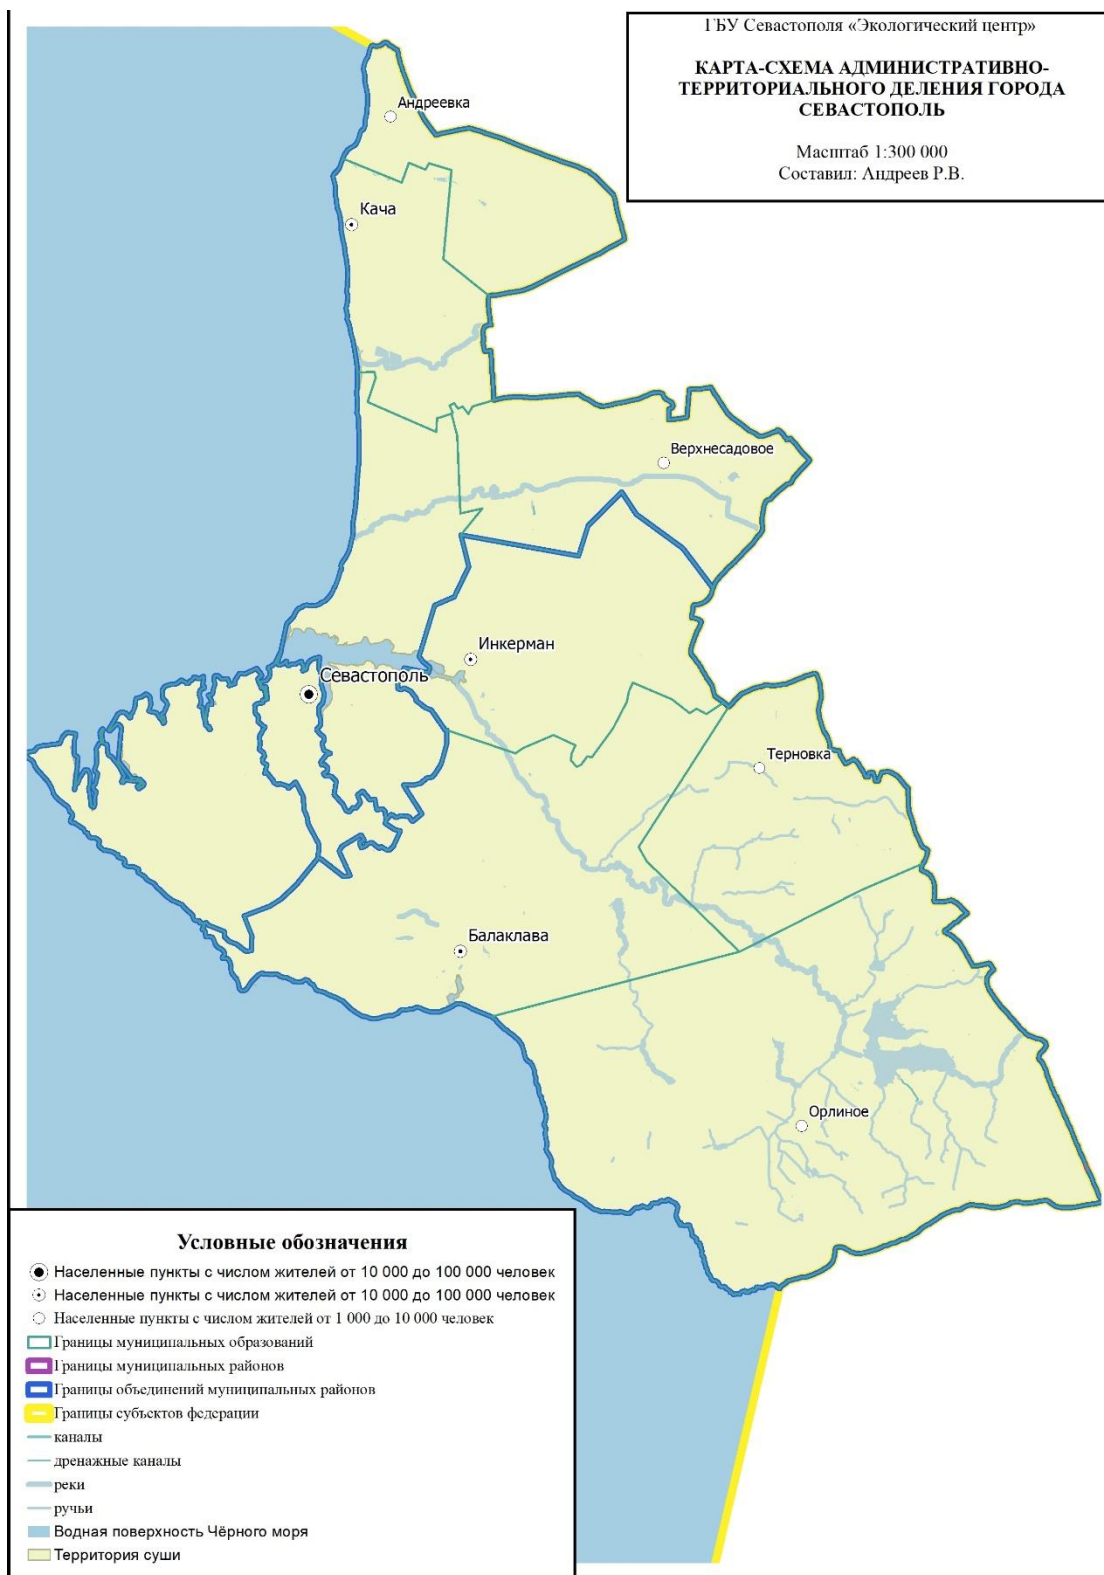 ГБУ Севастополя «Экологический центр»
КАРТА-СХЕМА АДМИНИСТРАТИВНО-
ТЕРРИТОРИАЛЬНОГО ДЕЛЕНИЯ ГОРОДА
СЕВАСТОПОЛЬ
Масштаб 1:300 000
Составил: Андреев Р.В.
Андреевка
Кача
Верхнесадовое
Инкерман
Севастополь
Терновка
Балаклава
Орлиное
Условные обозначения
Населенные пункты с числом жителей от 10 000 до 100 000 человек
Населенные пункты с числом жителей от 10 000 до 100 000 человек
Населенные пункты с числом жителей от 1 000 до 10 000 человек
Границы муниципальных образований
Границы муниципальных районов
Границы объединений муниципальных районов
Границы субъектов федерации
каналы
дренажные каналы
реки
ручьи
Водная поверхность Чёрного моря
Территория суши